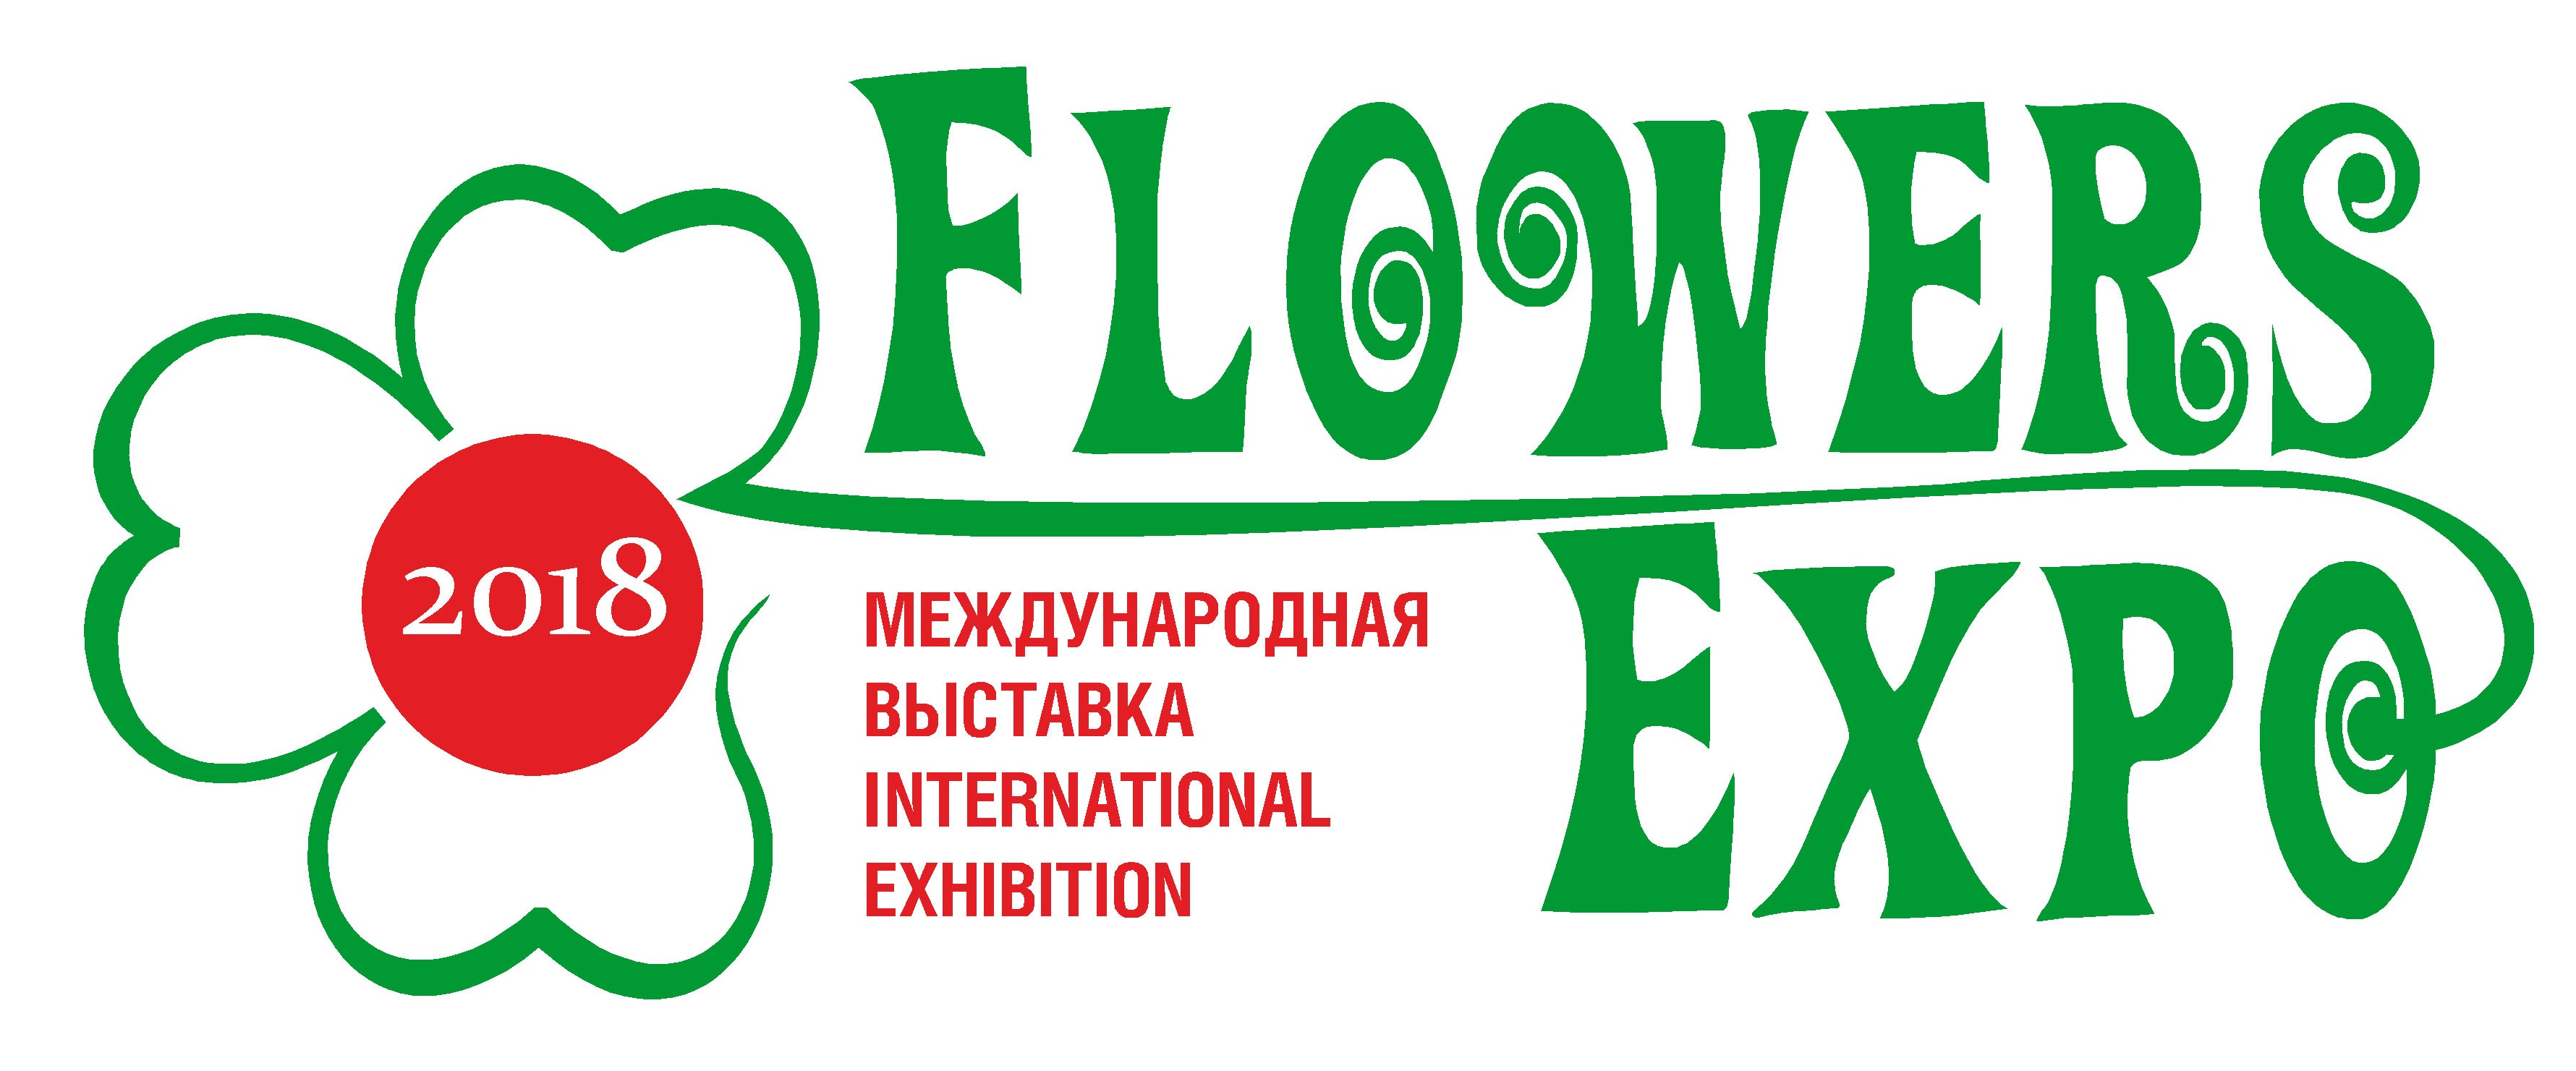 FLOWERS
EXPO
2018
МЕЖДУНАРОДНАЯ
ВЫСТАВКА
INTERNATIONAL
EXHIBITION